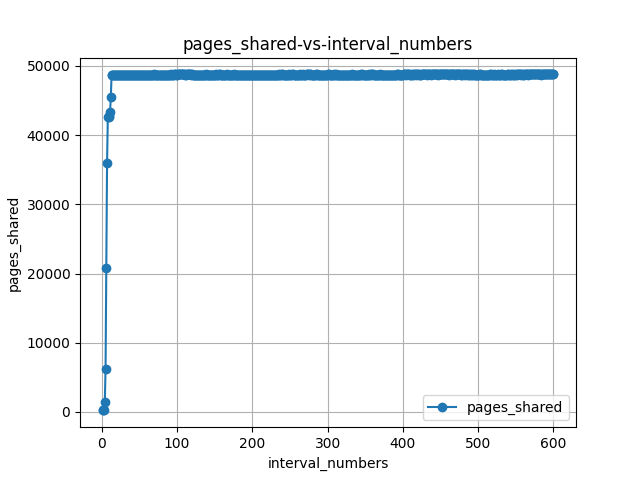 pages_shared-vs-interval_numbers
50000
40000
30000
20000
10000
0
pages_shared
pages_shared
0 100 200 300 400 500 600
interval_numbers